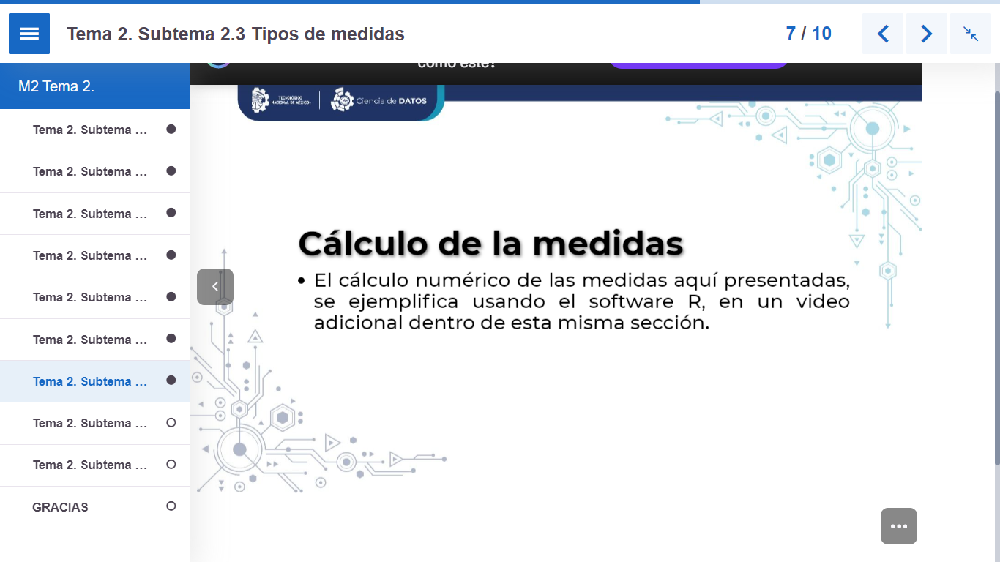 Tema 2. Subtema 2.3 Tipos de medidas
7 / 10
M2 Tema 2.
Tema 2. Subtema ...
Tema 2. Subtema ...
Tema 2. Subtema ...
Tema 2. Subtema ...
Tema 2. Subtema ...
Tema 2. Subtema ...
Tema 2. Subtema ...
Tema 2. Subtema ...
Tema 2. Subtema ...
GRACIAS
como este?
TECNOLÓGICO
NACIONAL DE MÉXICO
Ciencia de DATOS
Cálculo de la medidas
• El cálculo numérico de las medidas aquí presentadas,
se ejemplifica usando el software R, en un video
adicional dentro de esta misma sección.